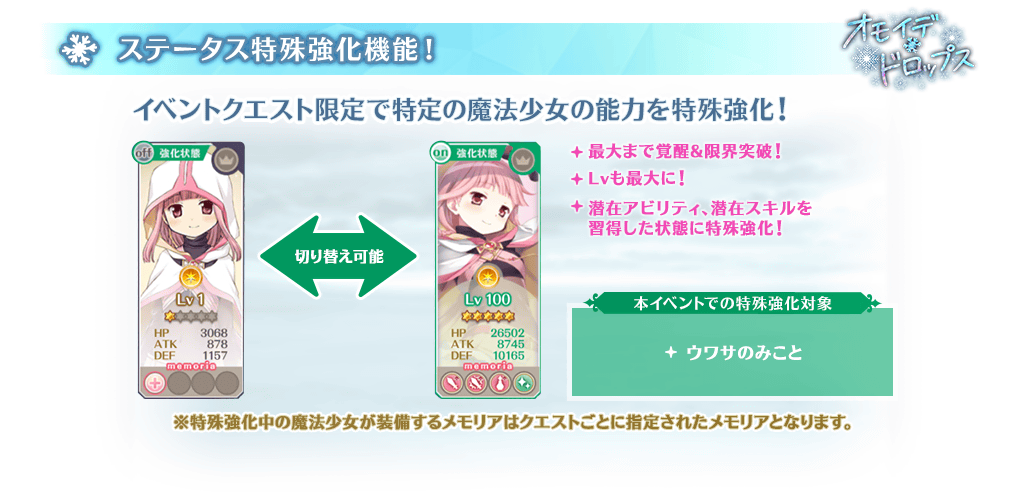 ステータス特殊強化機能！
オモイデ
ドロップス
イベントクエスト限定で特定の魔法少女の能力を特殊強化！
off 強化状態
Lv 1
HP 3068
ATK 878
DEF 1157
memoria
切り替え可能
on 強化状態
Lv 100
HP 26502
ATK 8745
DEF 10165
memoria
最大まで覚醒&限界突破！
Lvも最大に！
潜在アビリティ、潜在スキルを
習得した状態に特殊強化！
本イベントでの特殊強化対象
ウワサのみこと
※特殊強化中の魔法少女が装備するメモリアはクエストごとに指定されたメモリアとなります。